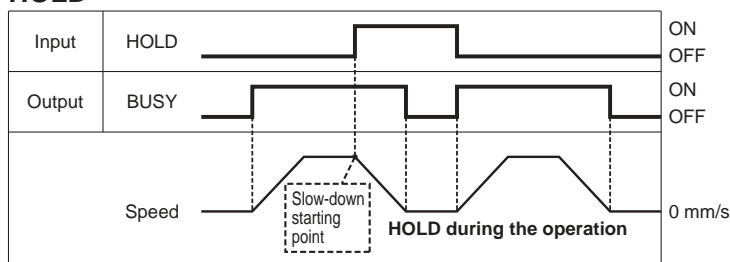 HOLD
Input HOLD ON
OFF
Output BUSY ON
OFF
Speed 0 mm/s
Slow-down
starting
point
HOLD during the operation